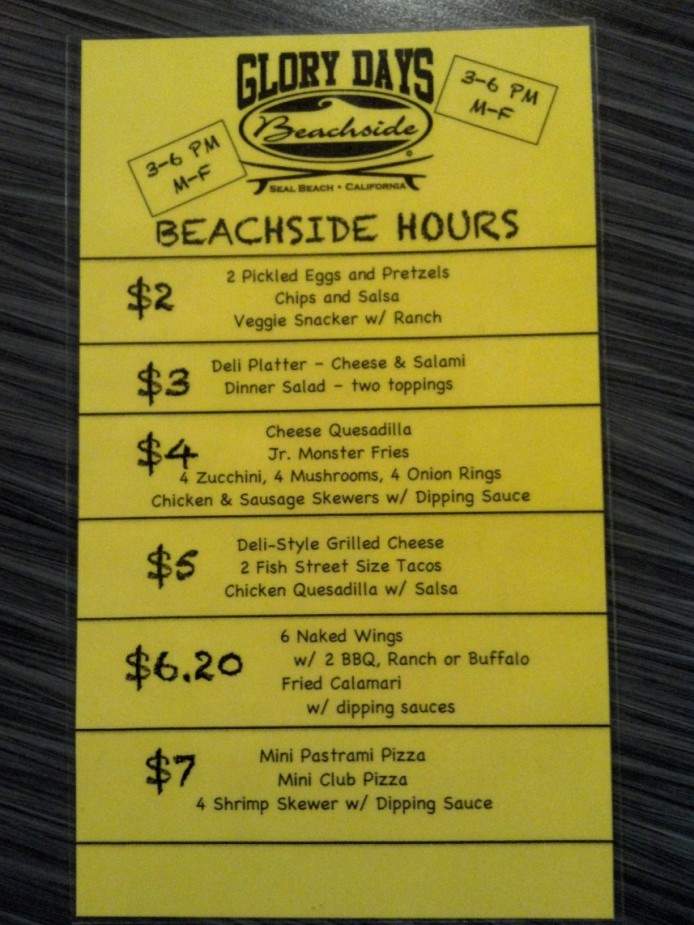 GLORY DAYS
Beachside
SEAL BEACH • CALIFORNIA
3-6 PM
M-F
3-6 PM
M-F
BEACHSIDE HOURS
$2
2 Pickled Eggs and Pretzels
Chips and Salsa
Veggie Snacker w/ Ranch
$3
Deli Platter - Cheese & Salami
Dinner Salad - two toppings
$4
Cheese Quesadilla
Jr. Monster Fries
4 Zucchini, 4 Mushrooms, 4 Onion Rings
Chicken & Sausage Skewers w/ Dipping Sauce
$5
Deli-Style Grilled Cheese
2 Fish Street Size Tacos
Chicken Quesadilla w/ Salsa
$6.20
6 Naked Wings
w/ 2 BBQ, Ranch or Buffalo
Fried Calamari
w/ dipping sauces
$7
Mini Pastrami Pizza
Mini Club Pizza
4 Shrimp Skewer w/ Dipping Sauce